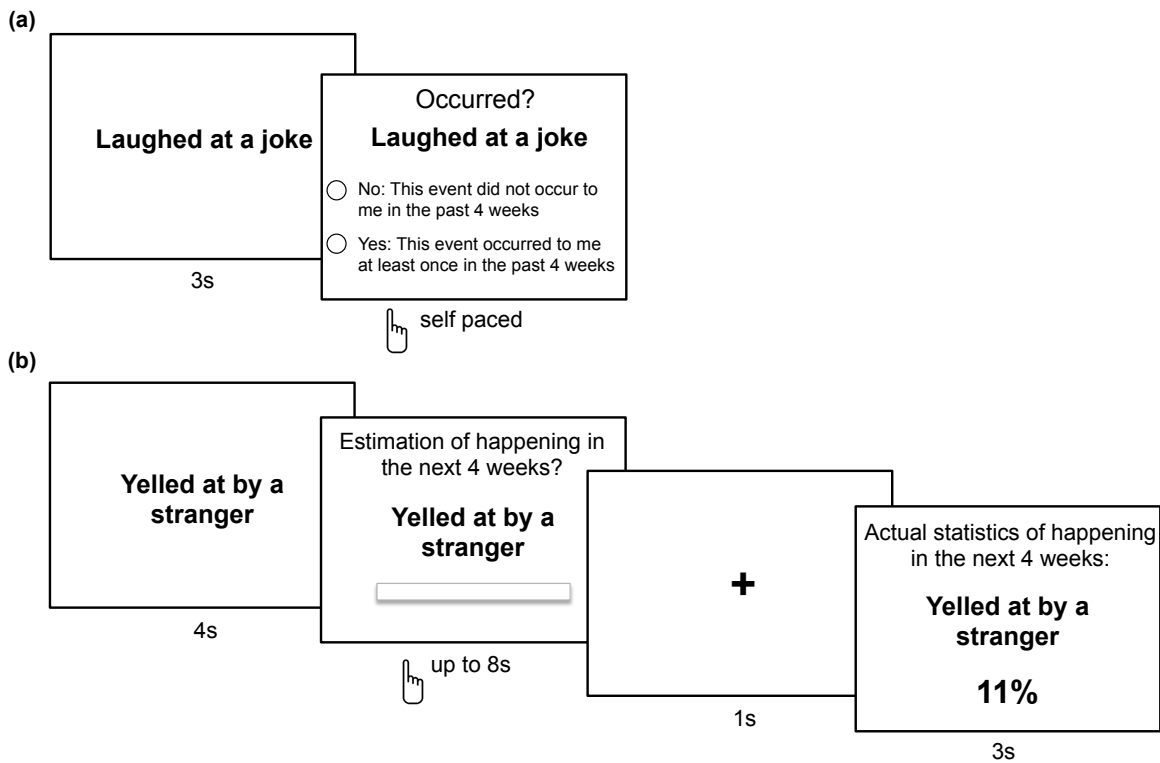 (a)
Laughed at a joke
3s
Occurred?
Laughed at a joke
No: This event did not occur to
me in the past 4 weeks
Yes: This event occurred to me
at least once in the past 4 weeks
self paced
(b)
Yelled at by a
stranger
4s
Estimation of happening in
the next 4 weeks?
Yelled at by a
stranger
up to 8s
+
1s
Actual statistics of happening
in the next 4 weeks:
Yelled at by a
stranger
11%
3s